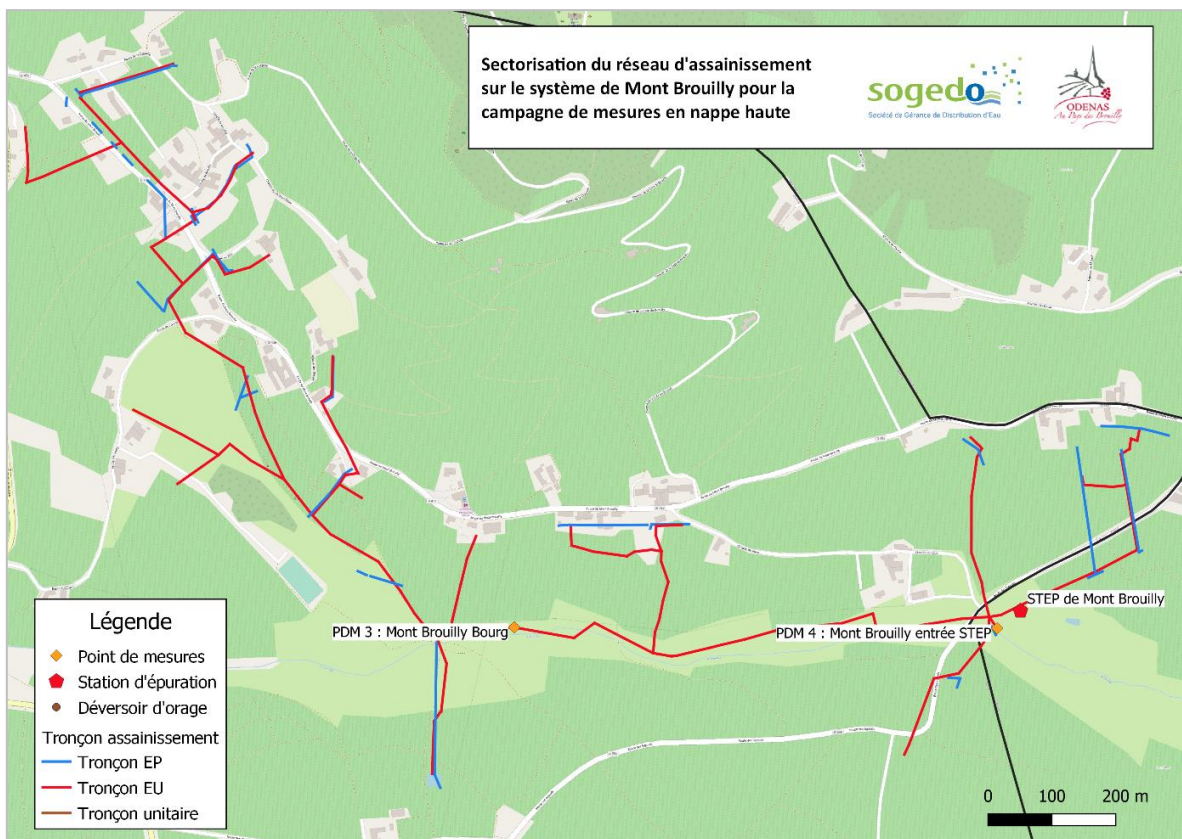 Sectorisation du réseau d'assainissement
sur le système de Mont Brouilly pour la
campagne de mesures en nappe haute
sogedo
Société de Gérance de Distribution d'Eau
ODENAS
Au Pays des Brouilly
STEP de Mont Brouilly
PDM 3 : Mont Brouilly Bourg
PDM 4 : Mont Brouilly entrée STEP
Légende
Point de mesures
Station d'épuration
Déversoir d'orage
Tronçon assainissement
Tronçon EP
Tronçon EU
Tronçon unitaire
0 100 200 m